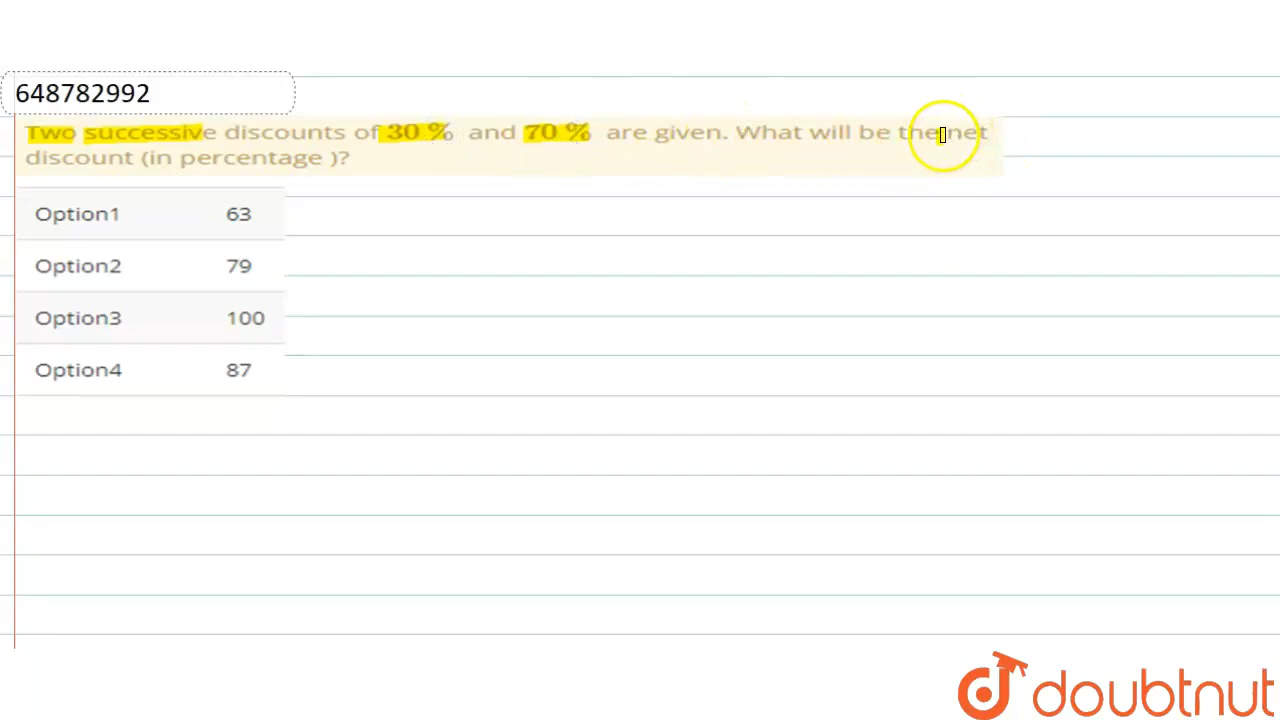 648782992
Two successive discounts of 30 % and 70 % are given. What will be the net
discount (in percentage )?
Option1 63
Option2 79
Option3 100
Option4 87
doubtnut